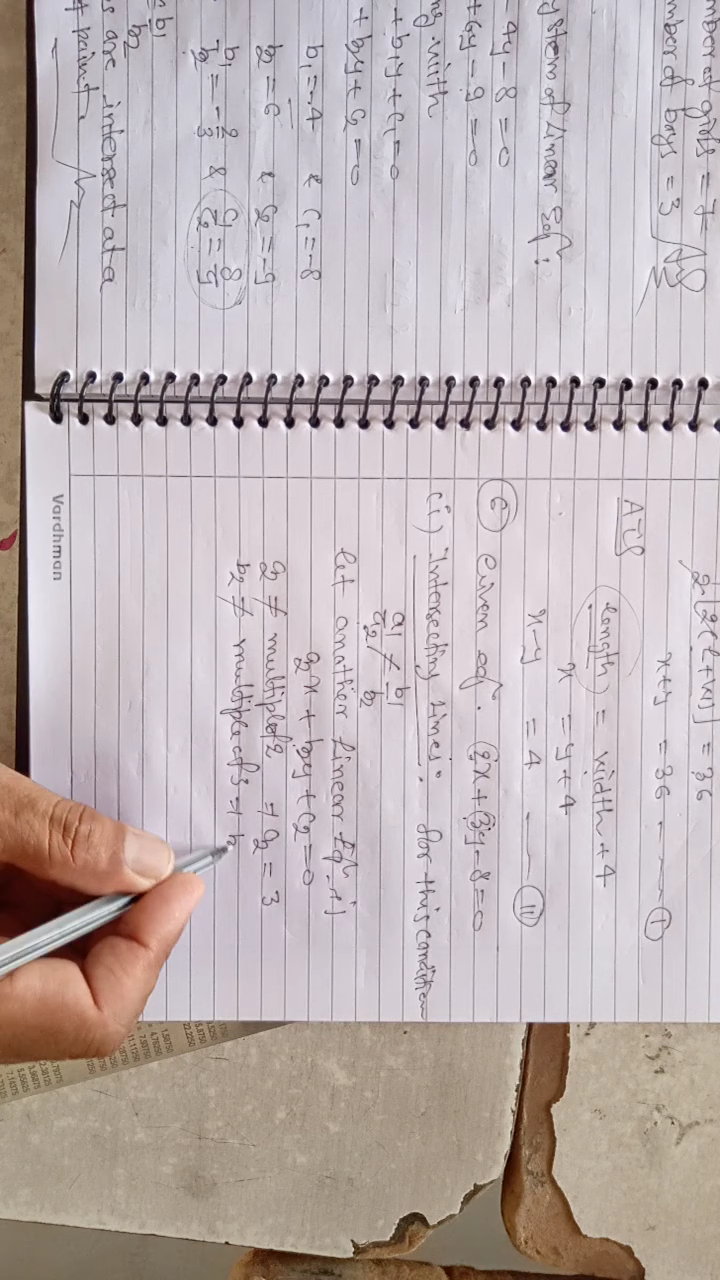 mber of girls = 7
mber of boys = 3 Ans
ystem of linear Eqⁿ:
- 4y - 8 = 0
+ 6y - 9 = 0
ng with
+ b₁y + c₁ = 0
+ b₂y + c₂ = 0
b₁ = -4 & c₁ = -8
b₂ = 6 & c₂ = -9
b₁/b₂ = -2/3 & c₁/c₂ = 8/9
b₁
b₂
s are intersect at a
t point.
2[2(l+w)] = 36
x+y = 36 - - - (I)
ATS
length = width + 4
x = y + 4
x - y = 4 — (II)
(6) Given eqⁿ. 2x + 3y - 8 = 0
(i) Intersecting Lines:- for this condition
a₁/a₂ ≠ b₁/b₂
let another linear Eqⁿ is
a₂x + b₂y + c₂ = 0
a₂ ≠ multiple of 2 ⇒ a₂ = 3
b₂ ≠ multiple of 3 ⇒ b
Vardhman